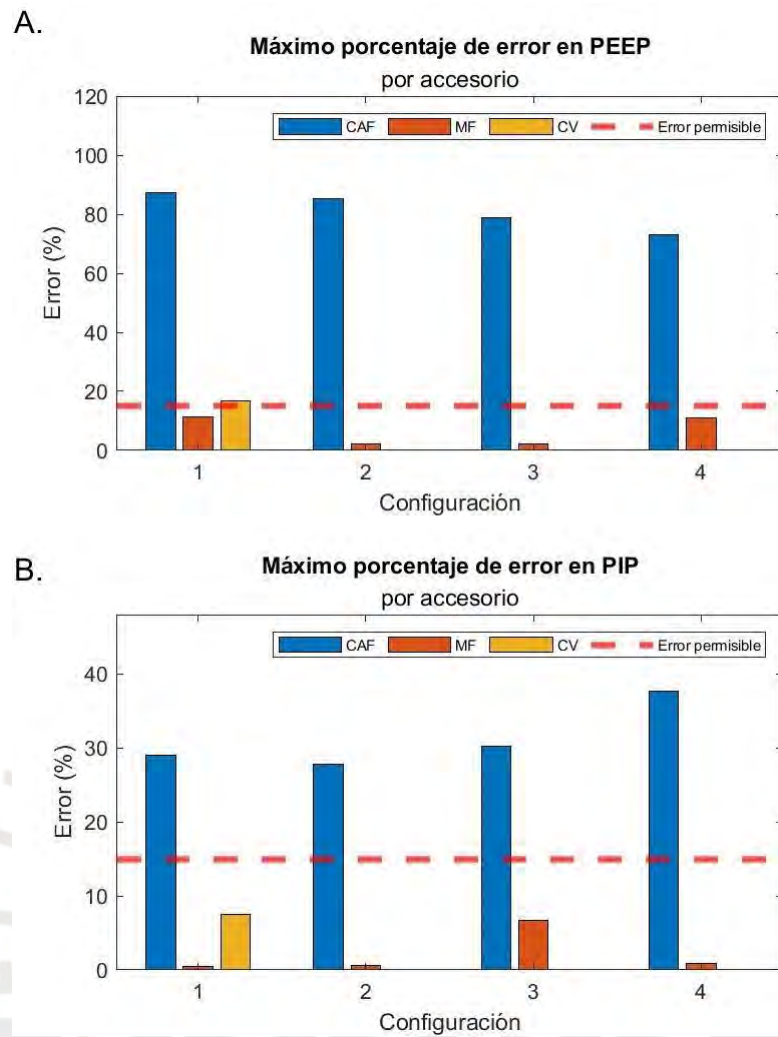 A.
Máximo porcentaje de error en PEEP
por accesorio
120
100
80
60
40
20
0
Error (%)
CAF MF CV Error permisible
1 2 3 4
Configuración
B.
Máximo porcentaje de error en PIP
por accesorio
40
30
20
10
0
Error (%)
CAF MF CV Error permisible
1 2 3 4
Configuración